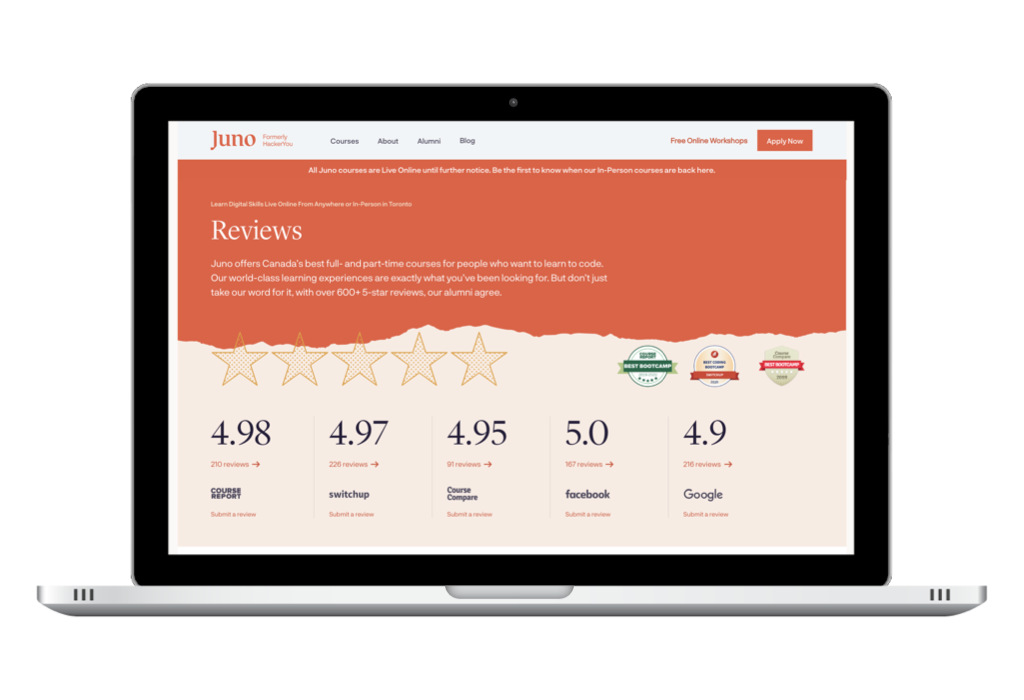 Juno
Formerly
HackerYou
Courses
About
Alumni
Blog
Free Online Workshops
Apply Now
All Juno courses are Live Online until further notice. Be the first to know when our In-Person courses are back here.
Learn Digital Skills Live Online From Anywhere or In-Person in Toronto
Reviews
Juno offers Canada's best full- and part-time courses for people who want to learn to code.
Our world-class learning experiences are exactly what you've been looking for. But don't just
take our word for it, with over 600+ 5-star reviews, our alumni agree.
COURSE
REPORT
BEST BOOTCAMP
BEST CODING
BOOTCAMP
SWITCHUP
2020
Course
Compare
BEST BOOTCAMP
4.98
210 reviews →
COURSE
REPORT
Submit a review
4.97
226 reviews →
switchup
Submit a review
4.95
91 reviews →
Course
Compare
Submit a review
5.0
167 reviews →
facebook
Submit a review
4.9
216 reviews →
Google
Submit a review